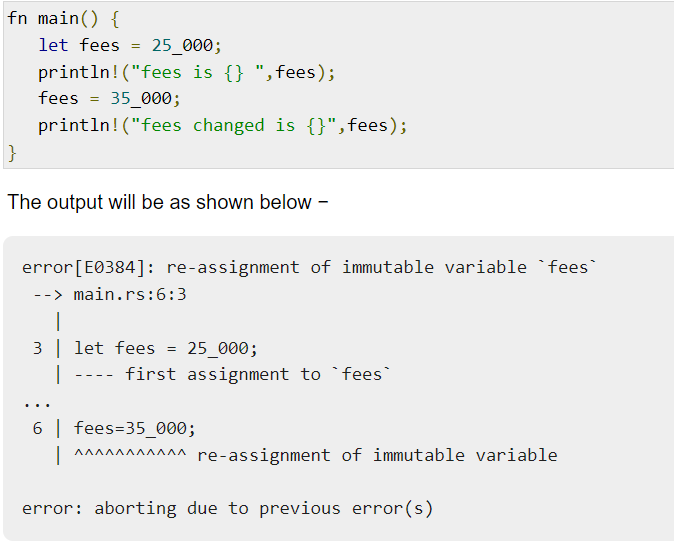 fn main() {
   let fees = 25_000;
   println!("fees is {} ",fees);
   fees = 35_000;
   println!("fees changed is {}",fees);
}
The output will be as shown below −
error[E0384]: re-assignment of immutable variable `fees`
 --> main.rs:6:3
   |
 3 | let fees = 25_000;
   | ---- first assignment to `fees`
...
 6 | fees=35_000;
   | ^^^^^^^^^^^ re-assignment of immutable variable
error: aborting due to previous error(s)